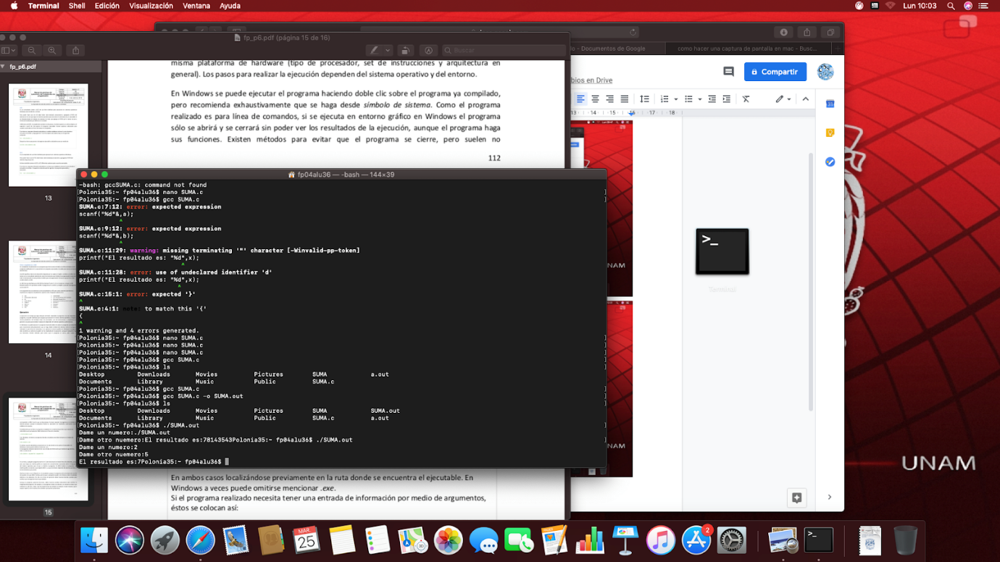 Terminal Shell Edición Visualización Ventana Ayuda
Lun 10:03
fp_p6.pdf (página 15 de 16)
Buscar
fp_p6.pdf
13
14
15
misma plataforma de hardware (tipo de procesador, set de instrucciones y arquitectura en
general). Los pasos para realizar la ejecución dependen del sistema operativo y del entorno.
En Windows se puede ejecutar el programa haciendo doble clic sobre el programa ya compilado,
pero se recomienda exhaustivamente que se haga desde símbolo de sistema. Como el programa
realizado es para línea de comandos, si se ejecuta en entorno gráfico en Windows el programa
sólo se abrirá y se cerrará sin poder ver los resultados de la ejecución, aunque el programa haga
sus funciones. Existen métodos para evitar que el programa se cierre, pero suelen no
112
fp04alu36 — -bash — 144×39
-bash: gccSUMA.c: command not found
[Polonia35:~ fp04alu36$ nano SUMA.c ]
[Polonia35:~ fp04alu36$ gcc SUMA.c ]
SUMA.c:7:12: error: expected expression
scanf("%d"&,a);
^
SUMA.c:9:12: error: expected expression
scanf("%d"&,b);
^
SUMA.c:11:29: warning: missing terminating '"' character [-Winvalid-pp-token]
printf("El resultado es: "%d",x);
^
SUMA.c:11:28: error: use of undeclared identifier 'd'
printf("El resultado es: "%d",x);
^
SUMA.c:15:1: error: expected '}'
^
SUMA.c:4:1: note: to match this '{'
{
^
1 warning and 4 errors generated.
[Polonia35:~ fp04alu36$ nano SUMA.c ]
[Polonia35:~ fp04alu36$ nano SUMA.c ]
[Polonia35:~ fp04alu36$ nano SUMA.c ]
[Polonia35:~ fp04alu36$ gcc SUMA.c ]
[Polonia35:~ fp04alu36$ ls ]
Desktop Downloads Movies Pictures SUMA a.out
Documents Library Music Public SUMA.c
[Polonia35:~ fp04alu36$ gcc SUMA.c ]
[Polonia35:~ fp04alu36$ gcc SUMA.c -o SUMA.out ]
[Polonia35:~ fp04alu36$ ls ]
Desktop Downloads Movies Pictures SUMA SUMA.out
Documents Library Music Public SUMA.c a.out
[Polonia35:~ fp04alu36$ ./SUMA.out ]
Dame un numero:./SUMA.out
Dame otro nuemero:El resultado es:78143543Polonia35:~ fp04alu36$ ./SUMA.out ]
Dame un numero:2
Dame otro nuemero:5
El resultado es:7Polonia35:~ fp04alu36$
En ambos casos localizándose previamente en la ruta donde se encuentra el ejecutable. En
Windows a veces puede omitirse mencionar .exe.
Si el programa realizado necesita tener una entrada de información por medio de argumentos,
éstos se colocan así:
Documentos de Google
como hacer una captura de pantalla en mac - Busc...
bios en Drive
Compartir
13 14 15 16 17 18
NAM
NAM
>_
Terminal
UNAM
MAR.
25
2
>_